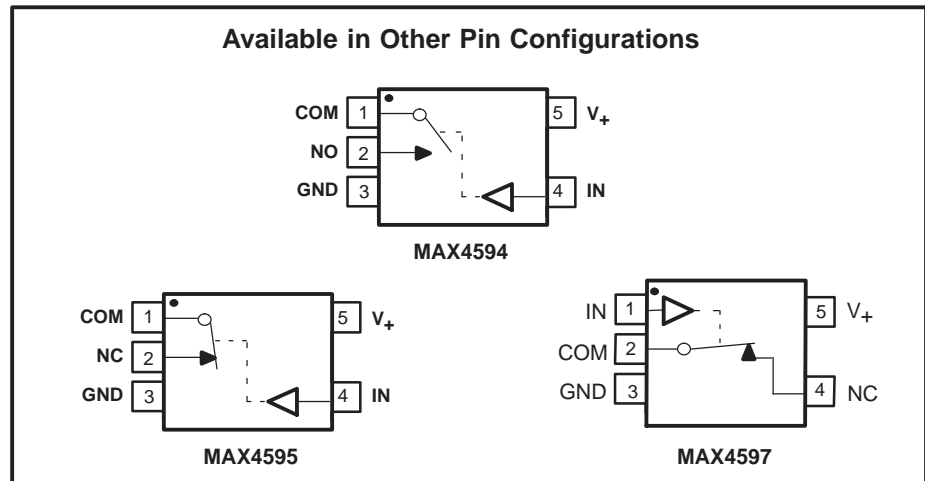 Available in Other Pin Configurations
COM 1 5 V+
NO 2
GND 3 4 IN
MAX4594
COM 1 5 V+
NC 2
GND 3 4 IN
MAX4595
IN 1 5 V+
COM 2
GND 3 4 NC
MAX4597